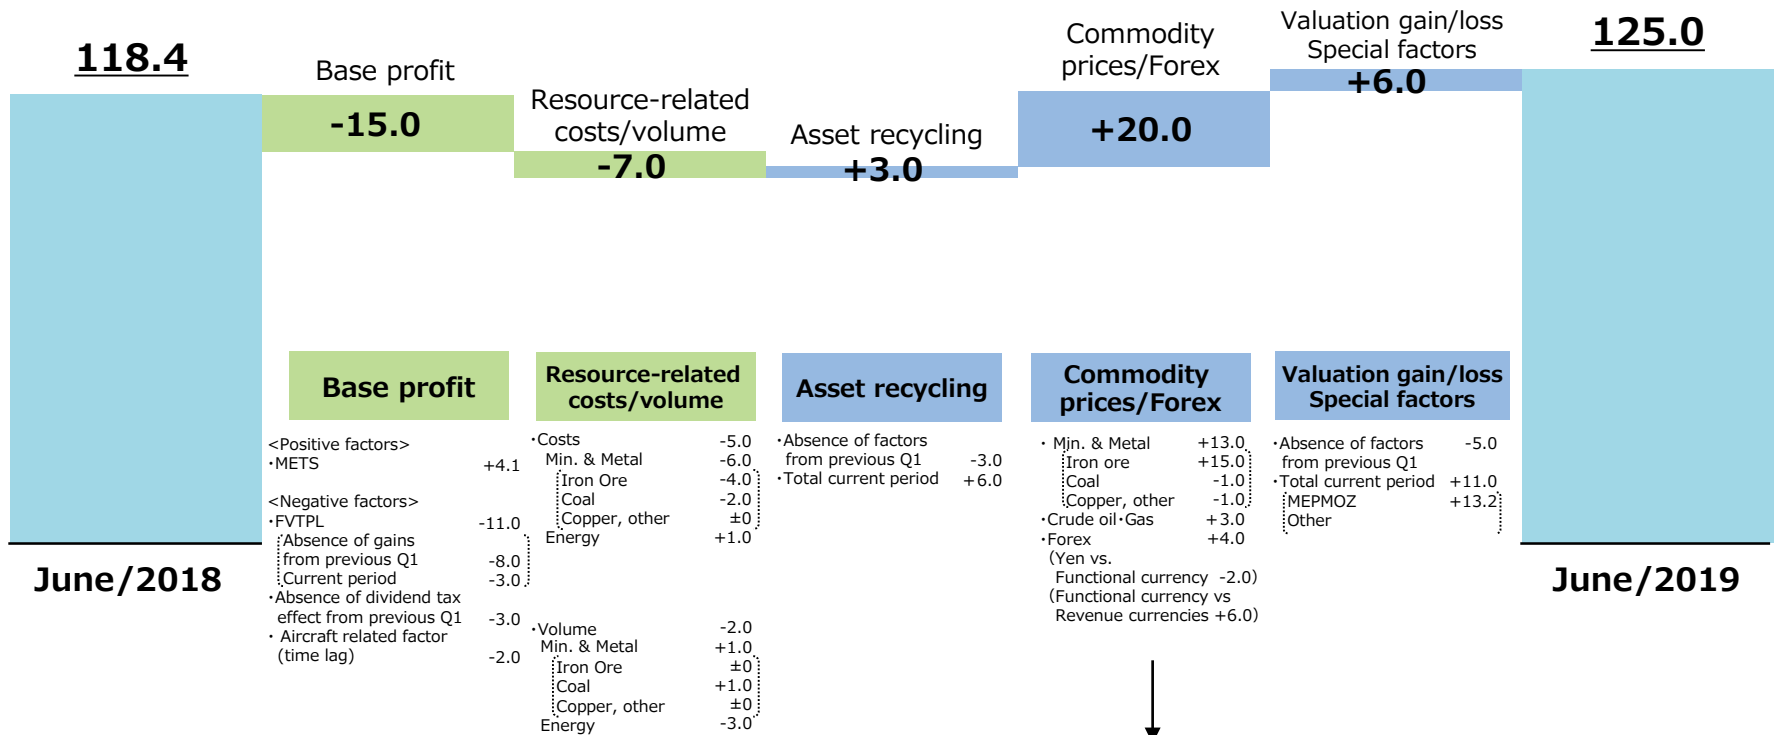 118.4
Base profit
-15.0
Resource-related
costs/volume
-7.0
Asset recycling
+3.0
Commodity
prices/Forex
+20.0
Valuation gain/loss
Special factors
+6.0
125.0
June/2018
June/2019
Base profit
<Positive factors>
・METS +4.1
<Negative factors>
・FVTPL -11.0
Absence of gains
from previous Q1 -8.0
Current period -3.0
・Absence of dividend tax
effect from previous Q1 -3.0
・ Aircraft related factor
(time lag) -2.0
Resource-related
costs/volume
・Costs -5.0
Min. & Metal -6.0
Iron Ore -4.0
Coal -2.0
Copper, other ±0
Energy +1.0
・Volume -2.0
Min. & Metal +1.0
Iron Ore ±0
Coal +1.0
Copper, other ±0
Energy -3.0
Asset recycling
・Absence of factors
from previous Q1 -3.0
・Total current period +6.0
Commodity
prices/Forex
・ Min. & Metal +13.0
Iron ore +15.0
Coal -1.0
Copper, other -1.0
・Crude oil・Gas +3.0
・Forex +4.0
(Yen vs.
Functional currency -2.0)
(Functional currency vs
Revenue currencies +6.0)
Valuation gain/loss
Special factors
・Absence of factors -5.0
from previous Q1
・Total current period +11.0
MEPMOZ +13.2
Other